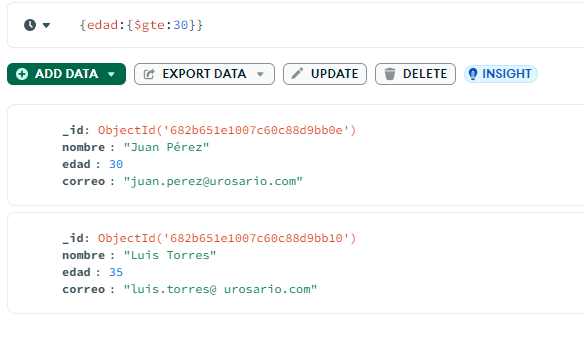 {edad:{$gte:30}}
ADD DATA EXPORT DATA UPDATE DELETE INSIGHT
_id: ObjectId('682b651e1007c60c88d9bb0e')
nombre : "Juan Pérez"
edad : 30
correo : "juan.perez@urosario.com"
_id: ObjectId('682b651e1007c60c88d9bb10')
nombre : "Luis Torres"
edad : 35
correo : "luis.torres@ urosario.com"